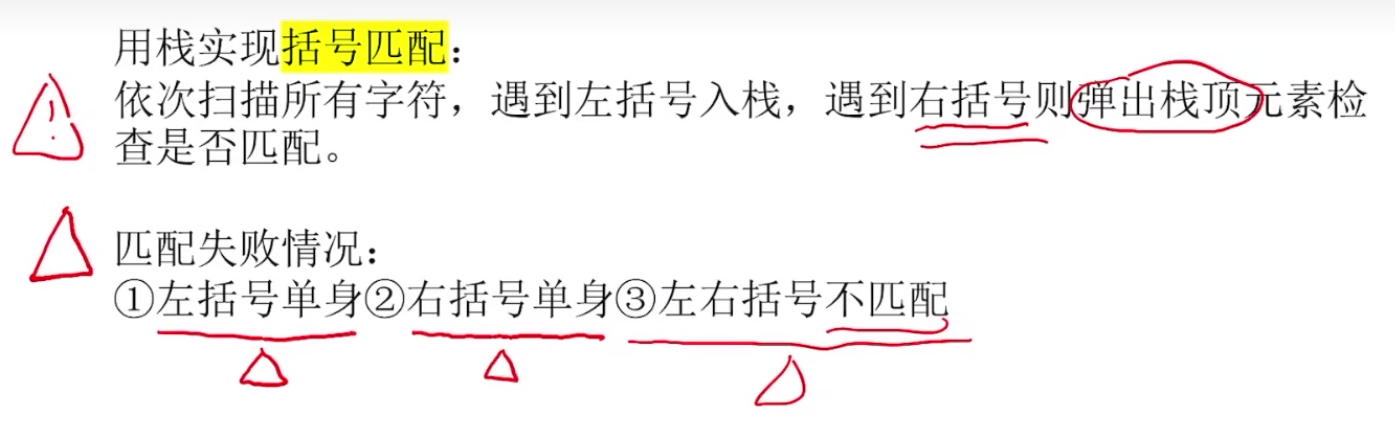 用栈实现括号匹配：
依次扫描所有字符，遇到左括号入栈，遇到右括号则弹出栈顶元素检
查是否匹配。
匹配失败情况：
①左括号单身②右括号单身③左右括号不匹配